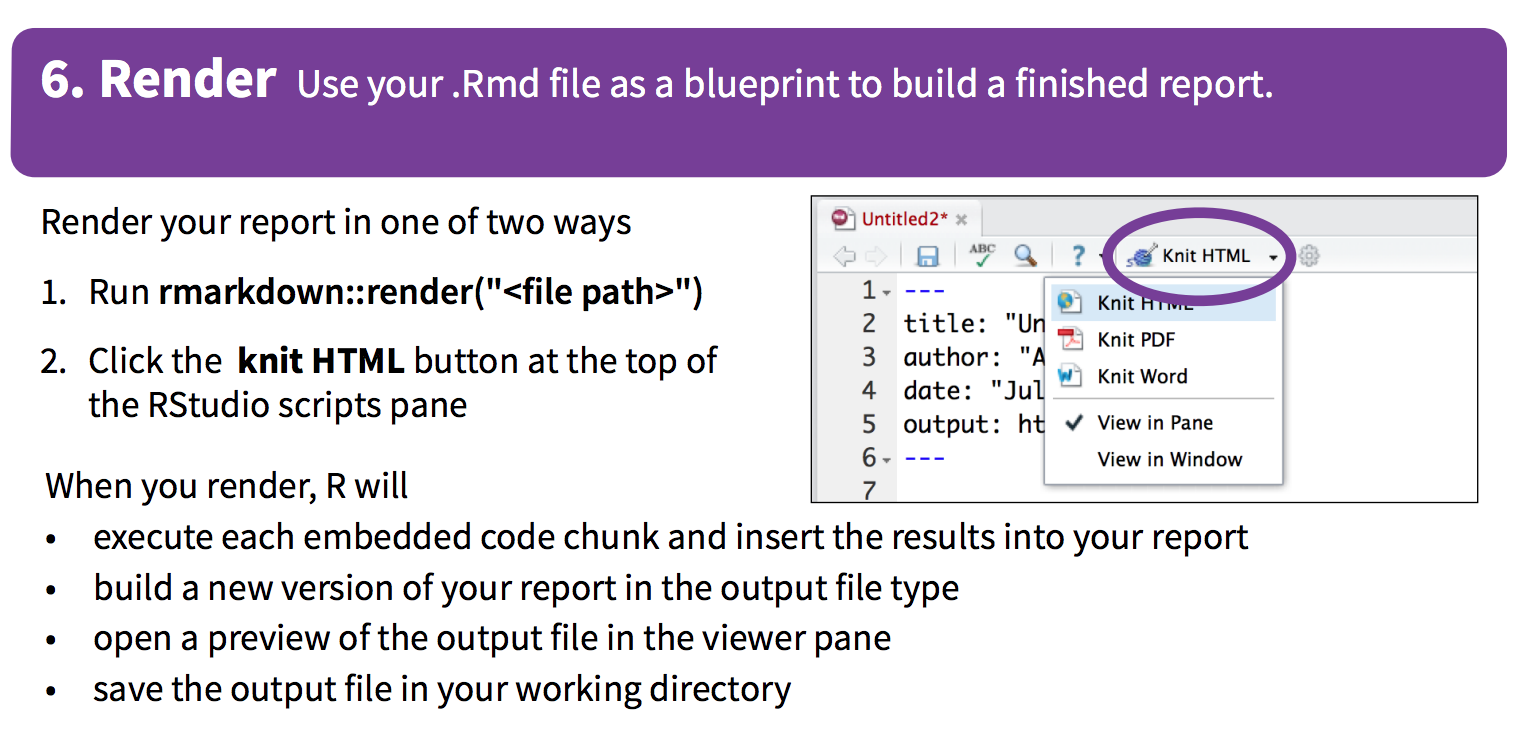 6. Render Use your .Rmd file as a blueprint to build a finished report.
Render your report in one of two ways
1. Run rmarkdown::render("<file path>")
2. Click the knit HTML button at the top of
the RStudio scripts pane
When you render, R will
• execute each embedded code chunk and insert the results into your report
• build a new version of your report in the output file type
• open a preview of the output file in the viewer pane
• save the output file in your working directory
Untitled2*
ABC
? Knit HTML
1 ---
2 title: "Un
3 author: "A
4 date: "Jul
5 output: ht
6 ---
7
Knit HTML
Knit PDF
Knit Word
View in Pane
View in Window